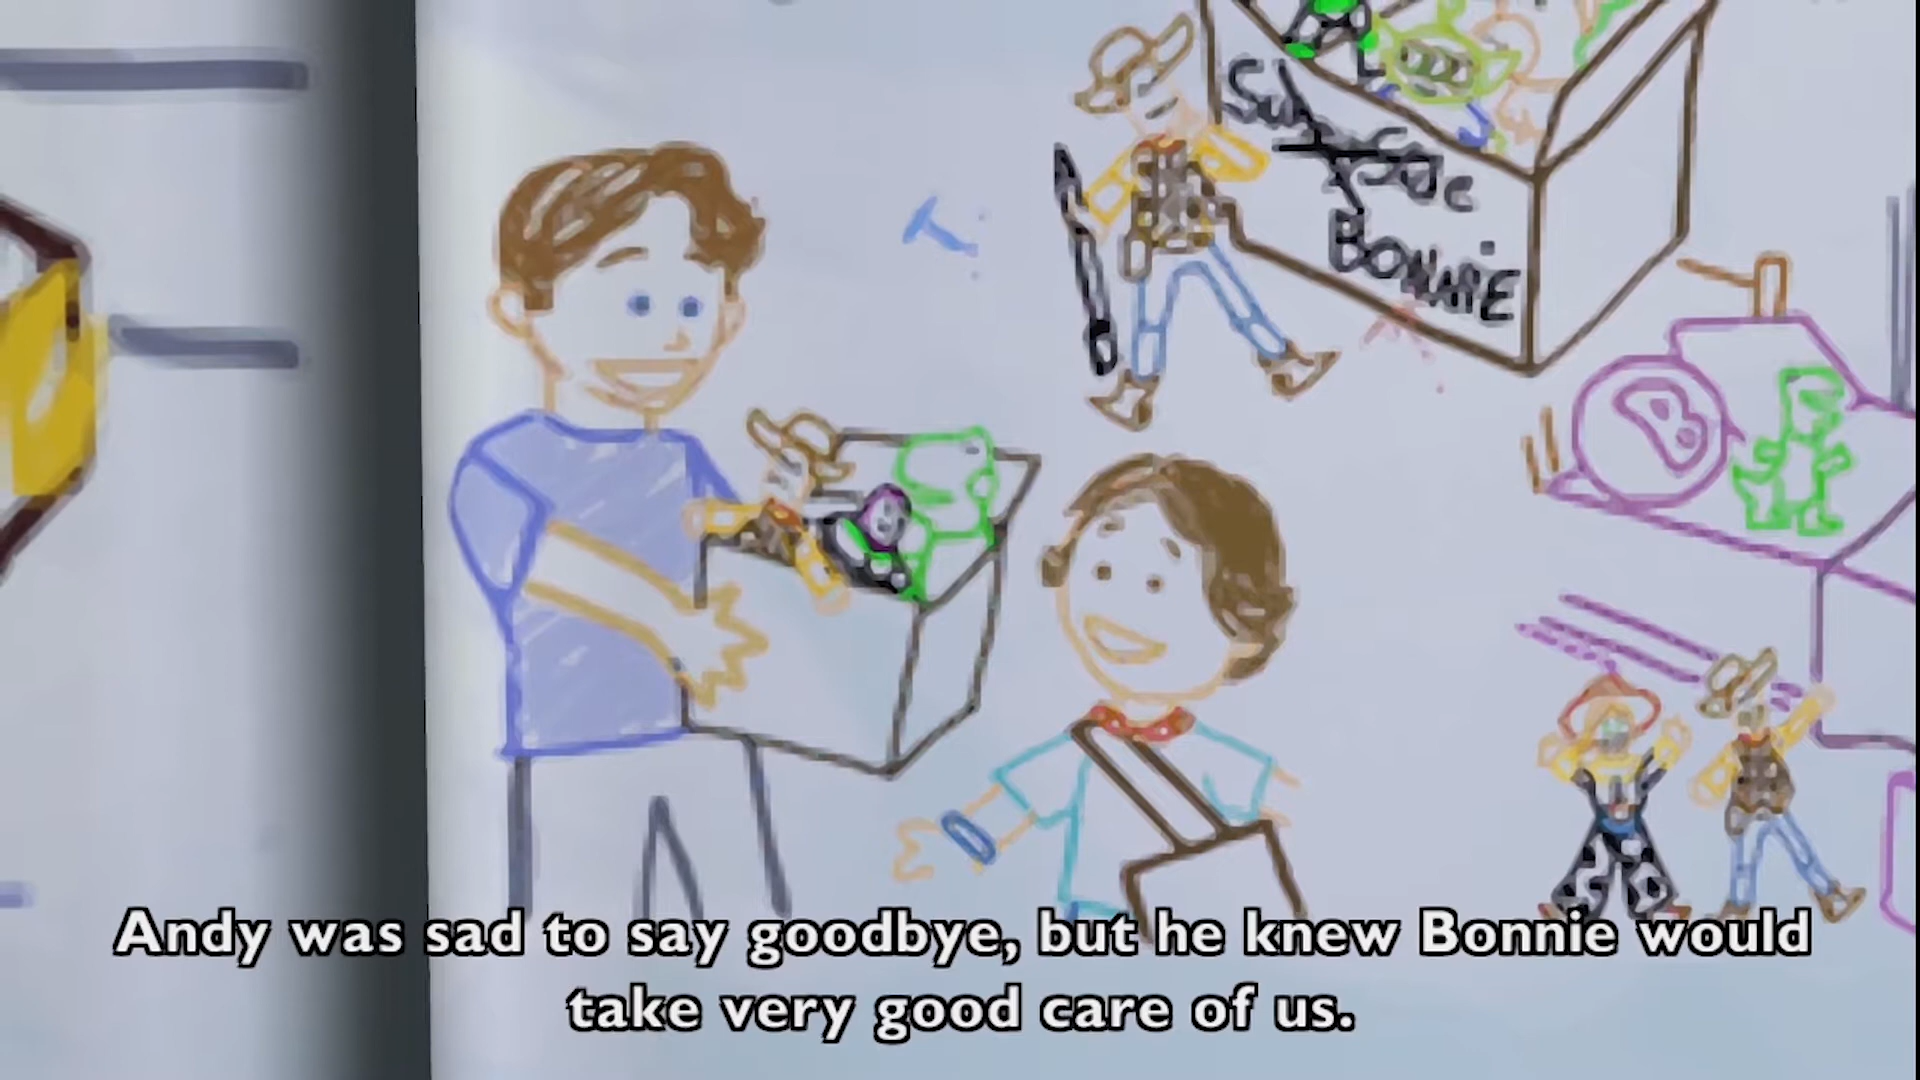 Sunnyside
BONNIE
Andy was sad to say goodbye, but he knew Bonnie would
take very good care of us.